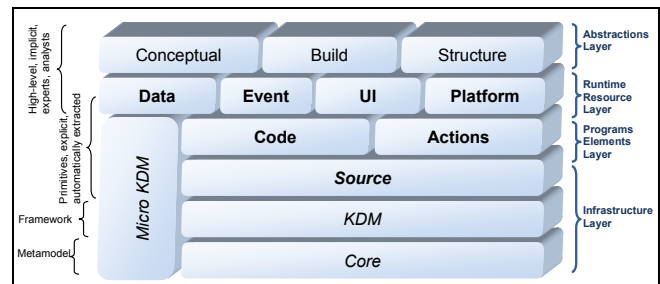 High-level, implicit,
experts, analysts
Primitives, explicit,
automatically extracted
Framework
Metamodel
Conceptual
Build
Structure
Data
Event
UI
Platform
Micro KDM
Code
Actions
Source
KDM
Core
Abstractions
Layer
Runtime
Resource
Layer
Programs
Elements
Layer
Infrastructure
Layer